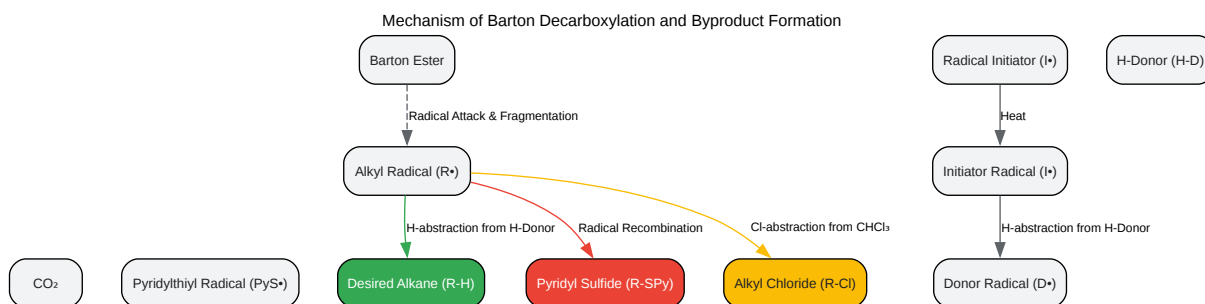 Mechanism of Barton Decarboxylation and Byproduct Formation
Barton Ester
Radical Initiator (I•)
H-Donor (H-D)
Radical Attack & Fragmentation
Heat
Alkyl Radical (R•)
Initiator Radical (I•)
H-abstraction from H-Donor
Radical Recombination
Cl-abstraction from CHCl₃
H-abstraction from H-Donor
CO₂
Pyridylthiyl Radical (PyS•)
Desired Alkane (R-H)
Pyridyl Sulfide (R-SPy)
Alkyl Chloride (R-Cl)
Donor Radical (D•)